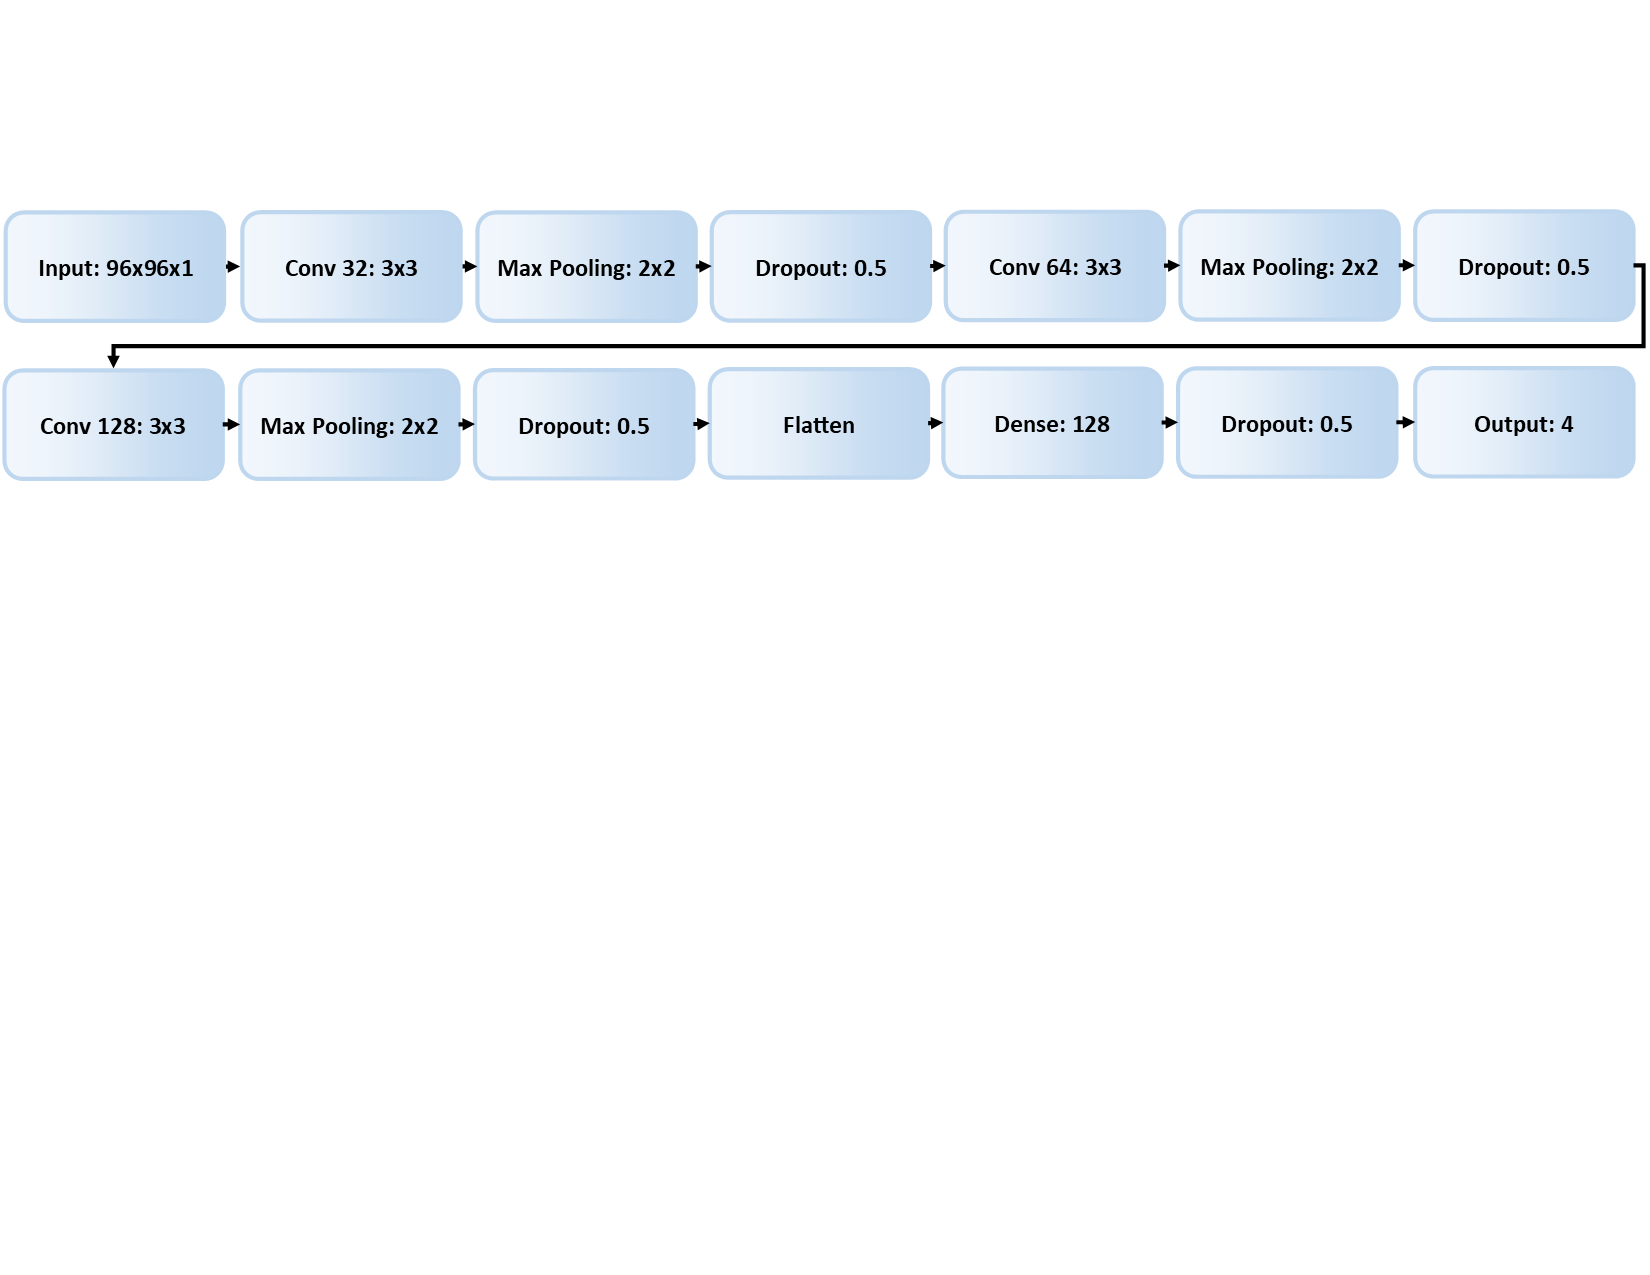 Input: 96x96x1
Conv 32: 3x3
Max Pooling: 2x2
Dropout: 0.5
Conv 64: 3x3
Max Pooling: 2x2
Dropout: 0.5
Conv 128: 3x3
Max Pooling: 2x2
Dropout: 0.5
Flatten
Dense: 128
Dropout: 0.5
Output: 4